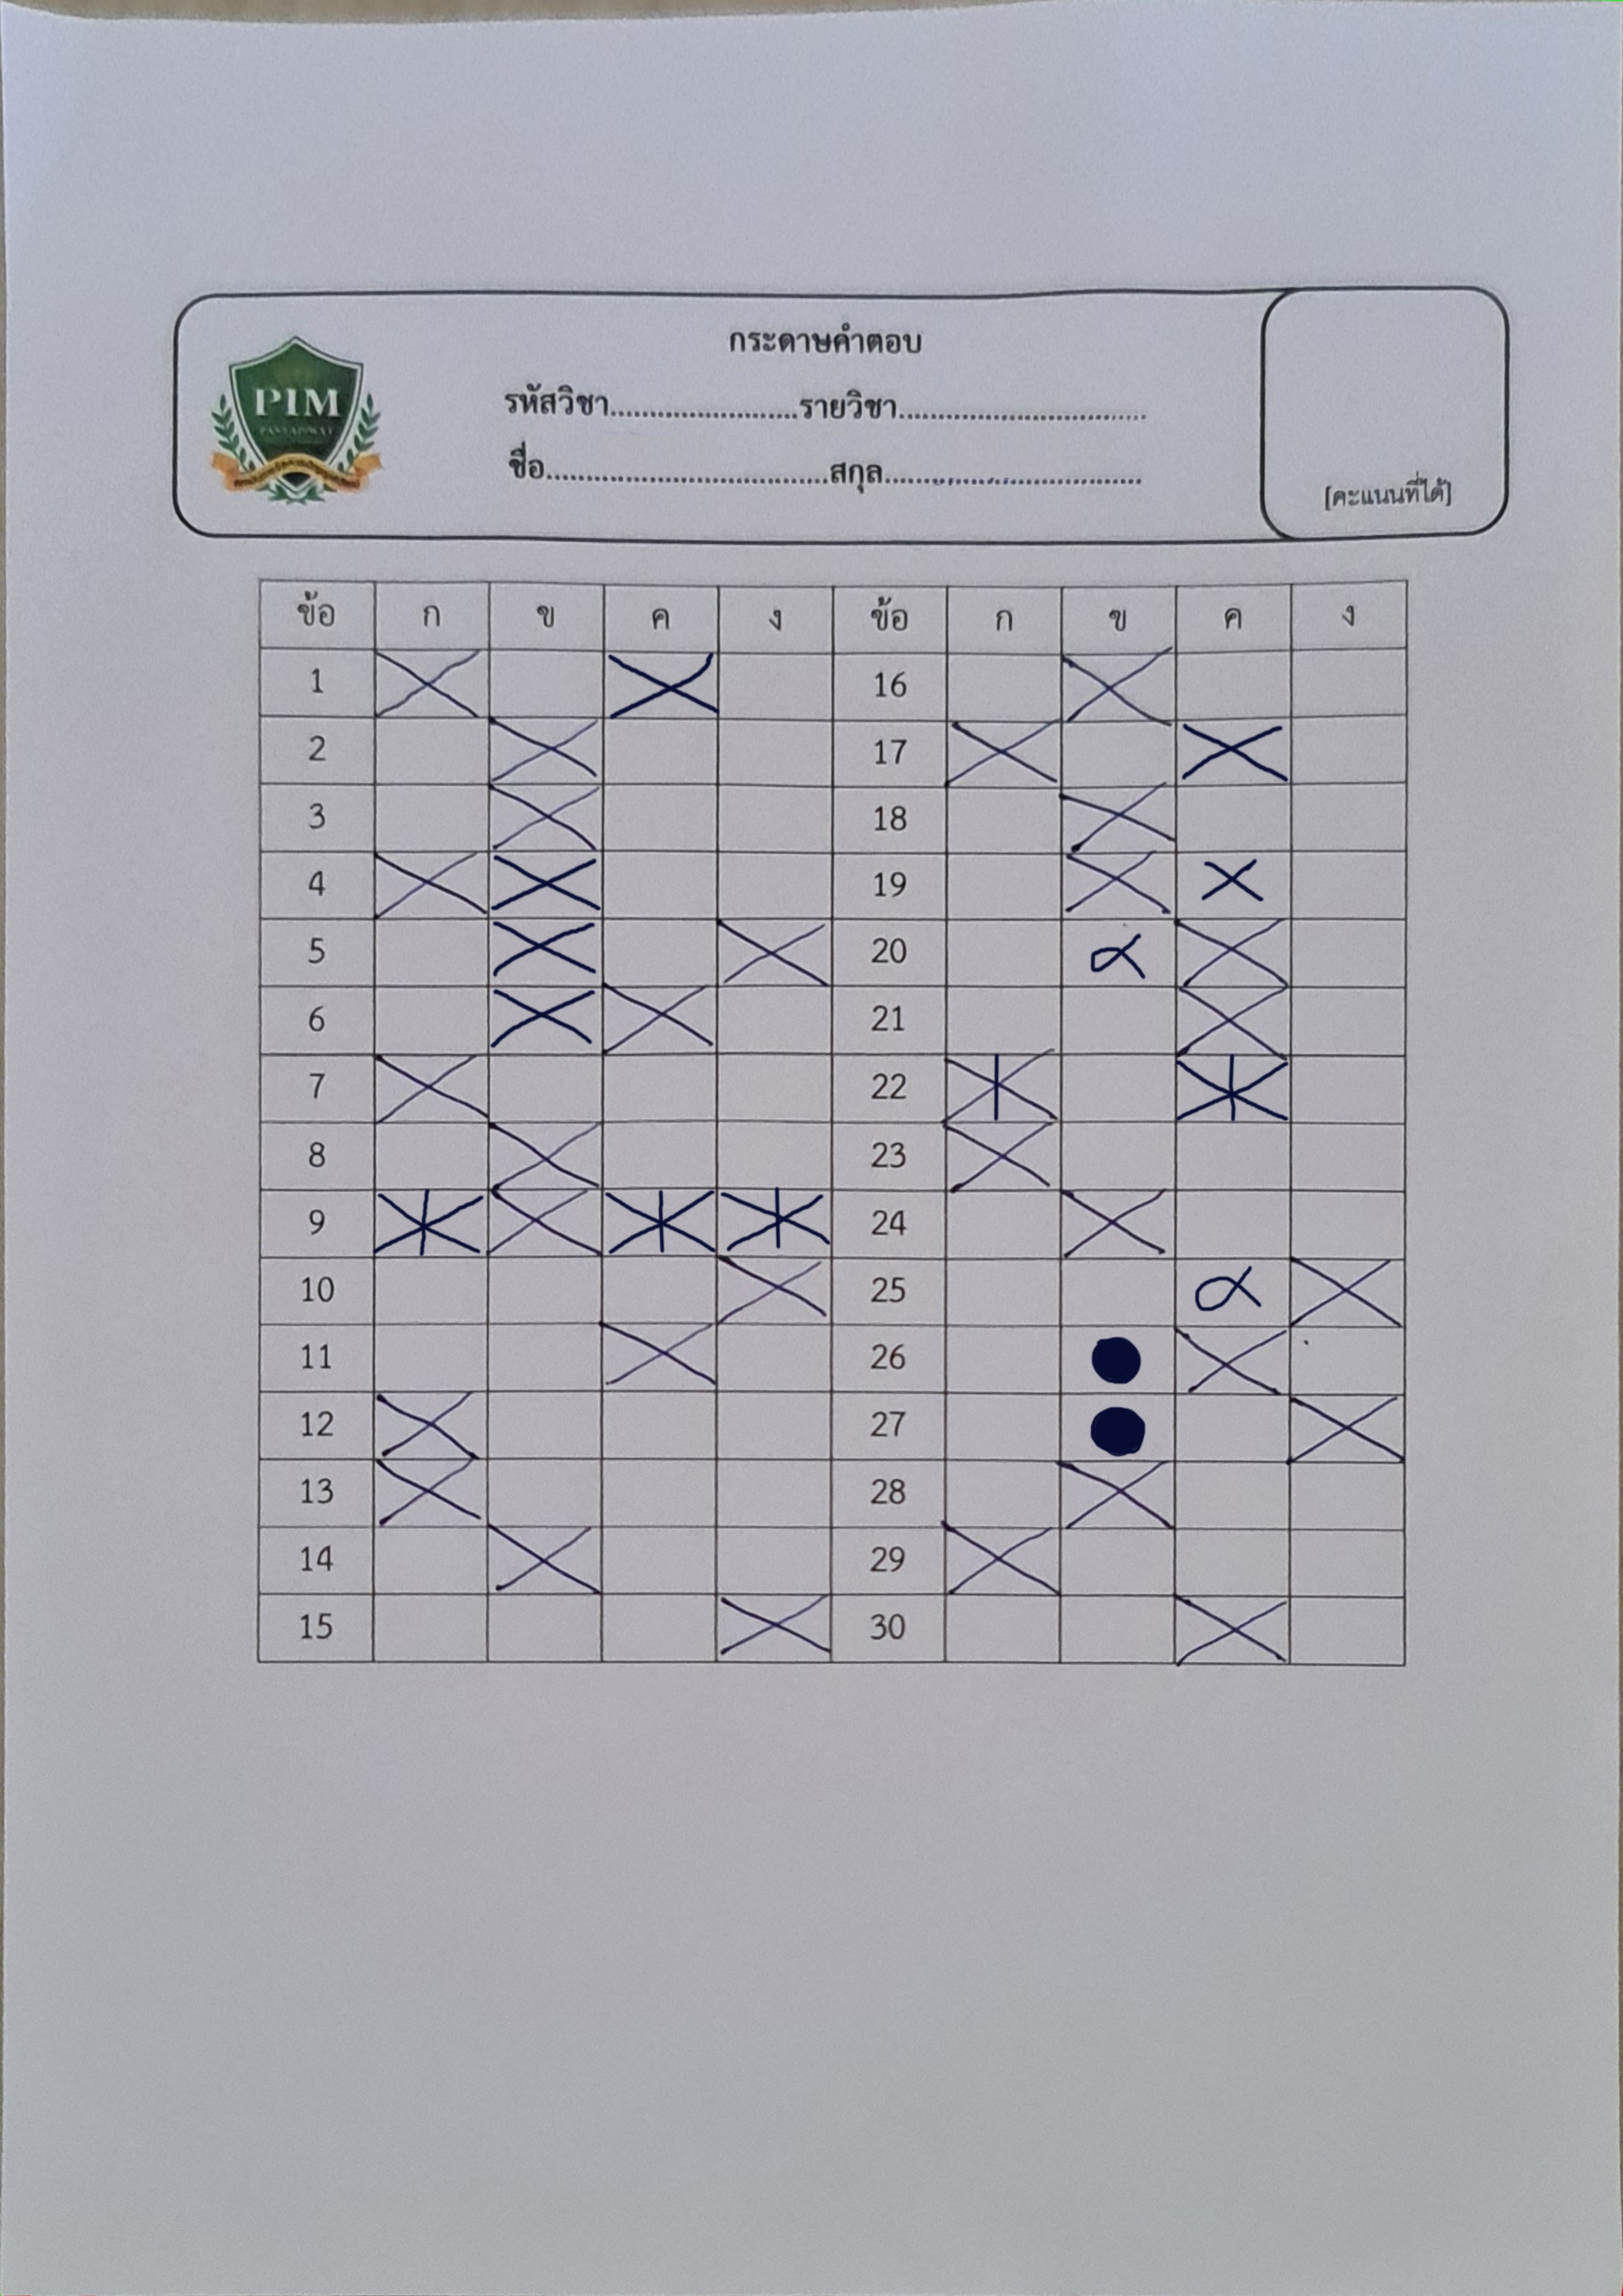 กระดาษคำตอบ
รหัสวิชา........................รายวิชา................................
ชื่อ....................................สกุล.................................
[คะแนนที่ได้]
PIM
ข้อ ก ข ค ง ข้อ ก ข ค ง
1 X X 16 X
2 X 17 X X
3 X 18 X
4 X X 19 X X
5 X X 20 α X
6 X X 21 X
7 X 22 X X
8 X 23 X
9 X X X X 24 X
10 X 25 α X
11 X 26 ● X
12 X 27 ● X
13 X 28 X
14 X 29 X
15 X 30 X